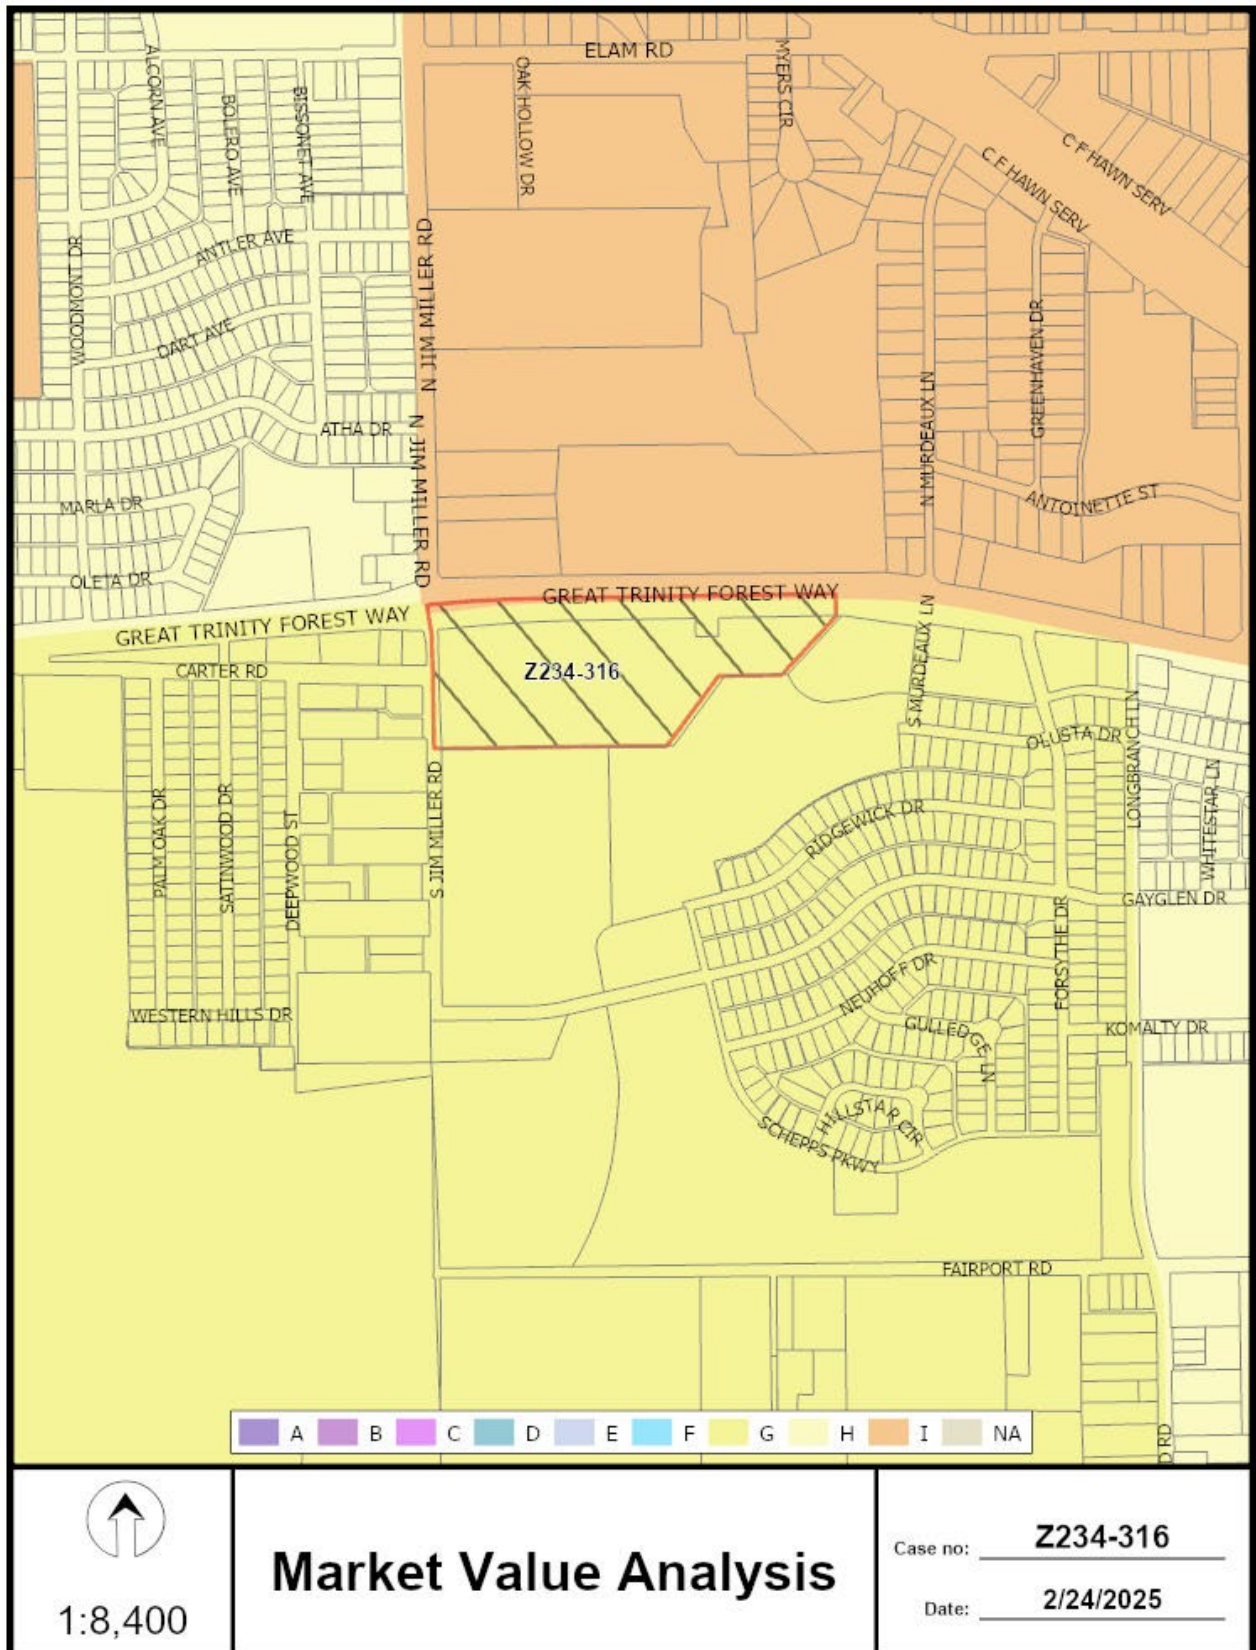 ELAM RD
ALCORN AVE
BOLERO AVE
BISSONET AVE
OAK HOLLOW DR
MYERS CIR
C F HAWN SERV
C F HAWN SERV
WOODMONT DR
ANTLER AVE
N JIM MILLER RD
DART AVE
GREENHAVEN DR
N MURDEAUX LN
ATHA DR
N JIM MILLER RD
MARLA DR
ANTOINETTE ST
OLETA DR
GREAT TRINITY FOREST WAY
GREAT TRINITY FOREST WAY
CARTER RD
Z234-316
S MURDEAUX LN
OLUSTA DR
LONGBRANCH LN
WHITESTAR LN
PALM OAK DR
SATINWOOD DR
DEEPWOOD ST
S JIM MILLER RD
RIDGEWICK DR
GAYGLEN DR
FORSYTHE DR
NEUHOFF DR
WESTERN HILLS DR
GULLEDGE LN
KOMALTY DR
HILLSTAR CIR
SCHEPPS PKWY
FAIRPORT RD
D RD
A B C D E F G H I NA
1:8,400
Market Value Analysis
Case no: Z234-316
Date: 2/24/2025